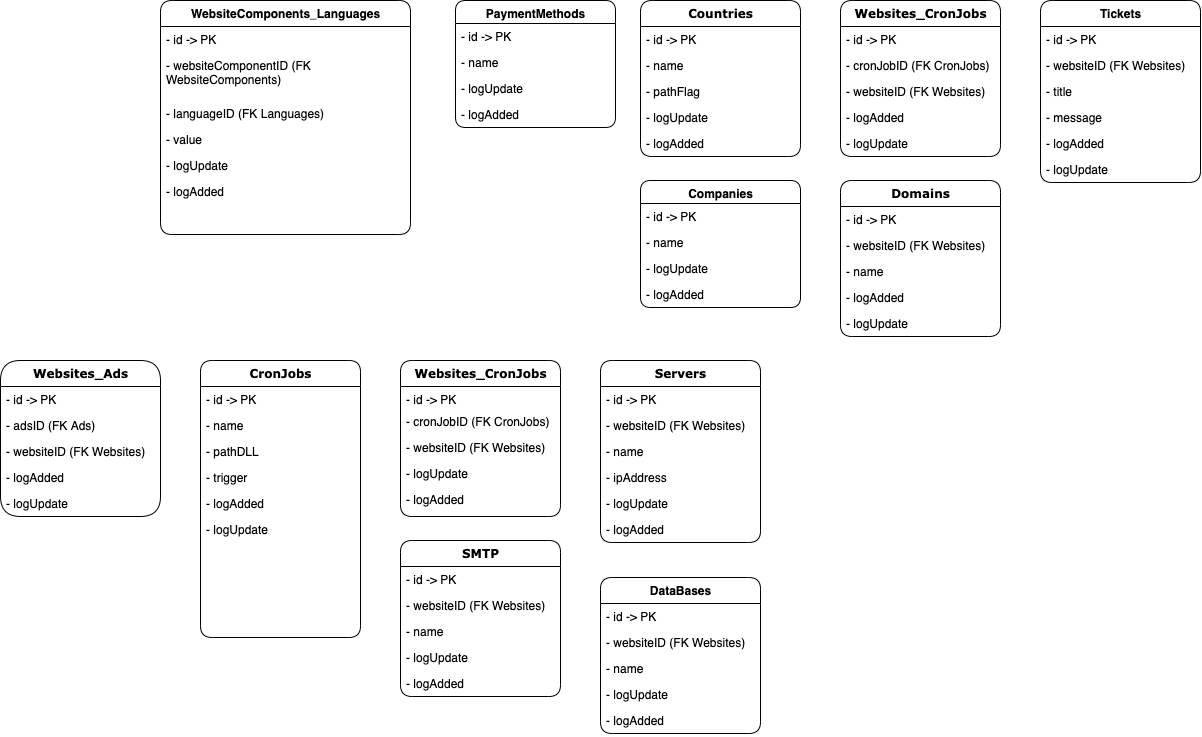 WebsiteComponents_Languages
- id -> PK
- websiteComponentID (FK
WebsiteComponents)
- languageID (FK Languages)
- value
- logUpdate
- logAdded
PaymentMethods
- id -> PK
- name
- logUpdate
- logAdded
Countries
- id -> PK
- name
- pathFlag
- logUpdate
- logAdded
Websites_CronJobs
- id -> PK
- cronJobID (FK CronJobs)
- websiteID (FK Websites)
- logAdded
- logUpdate
Tickets
- id -> PK
- websiteID (FK Websites)
- title
- message
- logAdded
- logUpdate
Companies
- id -> PK
- name
- logUpdate
- logAdded
Domains
- id -> PK
- websiteID (FK Websites)
- name
- logAdded
- logUpdate
Websites_Ads
- id -> PK
- adsID (FK Ads)
- websiteID (FK Websites)
- logAdded
- logUpdate
CronJobs
- id -> PK
- name
- pathDLL
- trigger
- logAdded
- logUpdate
Websites_CronJobs
- id -> PK
- cronJobID (FK CronJobs)
- websiteID (FK Websites)
- logUpdate
- logAdded
Servers
- id -> PK
- websiteID (FK Websites)
- name
- ipAddress
- logUpdate
- logAdded
SMTP
- id -> PK
- websiteID (FK Websites)
- name
- logUpdate
- logAdded
DataBases
- id -> PK
- websiteID (FK Websites)
- name
- logUpdate
- logAdded